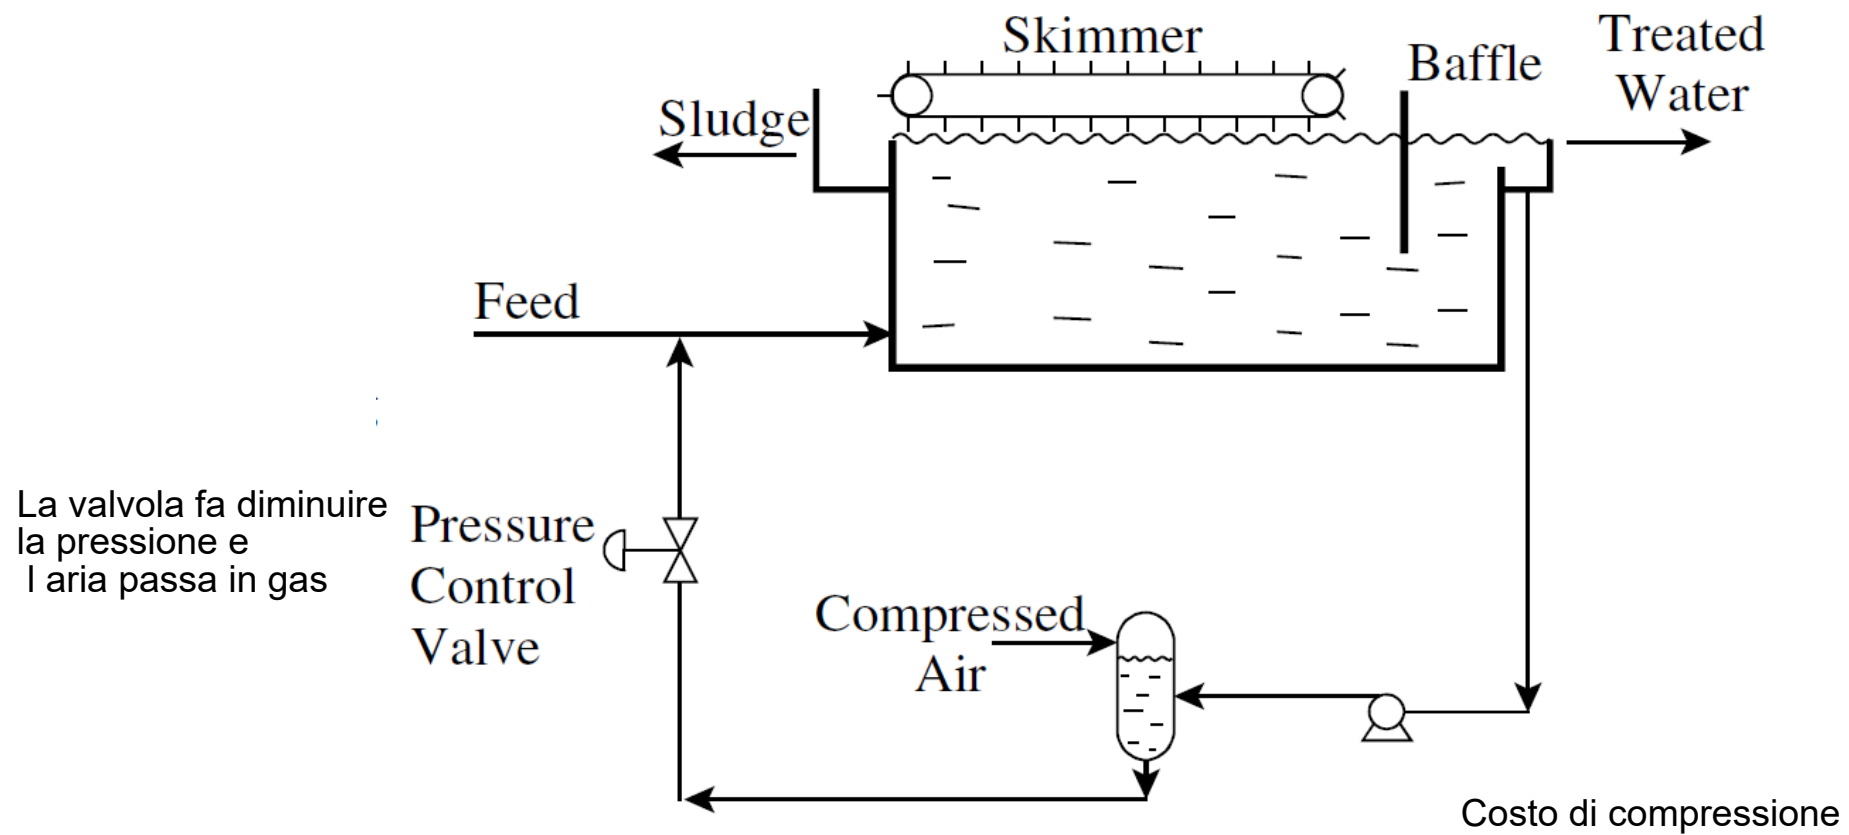 Skimmer
Baffle
Treated
Water
Sludge
Feed
La valvola fa diminuire
la pressione e
l aria passa in gas
Pressure
Control
Valve
Compressed
Air
Costo di compressione